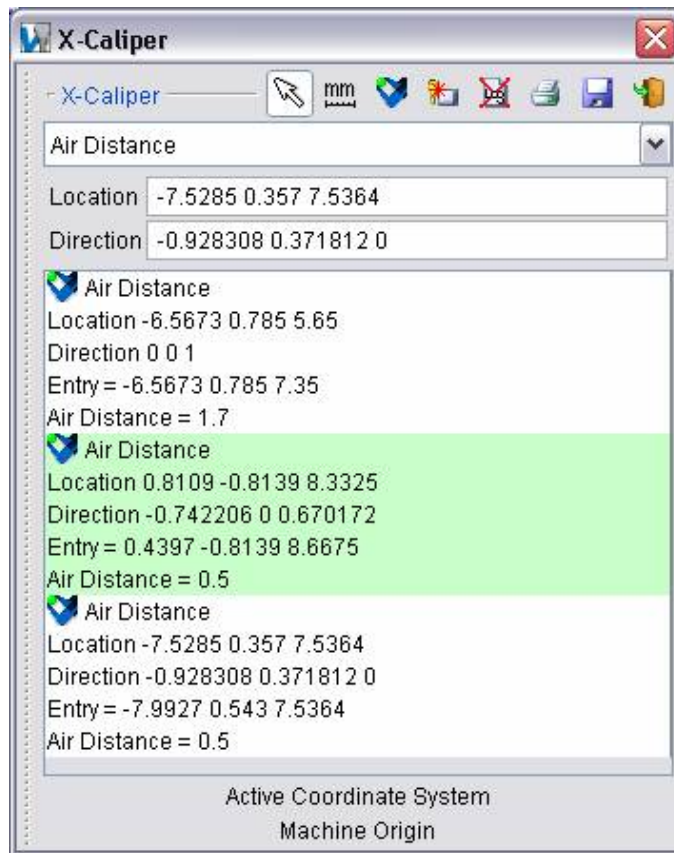 X-Caliper
X-Caliper
mm
Air Distance
Location -7.5285 0.357 7.5364
Direction -0.928308 0.371812 0
Air Distance
Location -6.5673 0.785 5.65
Direction 0 0 1
Entry = -6.5673 0.785 7.35
Air Distance = 1.7
Air Distance
Location 0.8109 -0.8139 8.3325
Direction -0.742206 0 0.670172
Entry = 0.4397 -0.8139 8.6675
Air Distance = 0.5
Air Distance
Location -7.5285 0.357 7.5364
Direction -0.928308 0.371812 0
Entry = -7.9927 0.543 7.5364
Air Distance = 0.5
Active Coordinate System
Machine Origin